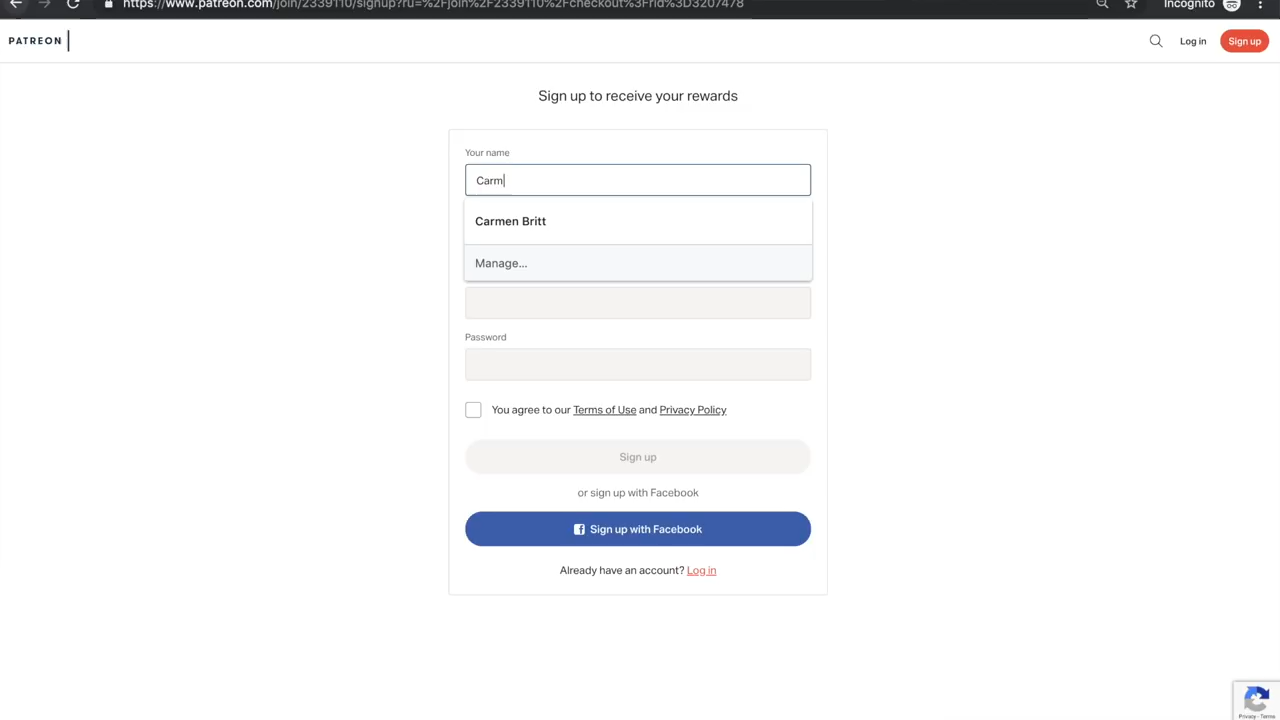 https://www.patreon.com/join/2339110/signup?ru=%2Fjoin%2F2339110%2Fcheckout%3Frid%3D3207478
Incognito
PATREON
Log in
Sign up
Sign up to receive your rewards
Your name
Carm
Carmen Britt
Manage...
Password
You agree to our Terms of Use and Privacy Policy
Sign up
or sign up with Facebook
Sign up with Facebook
Already have an account? Log in
Privacy - Terms